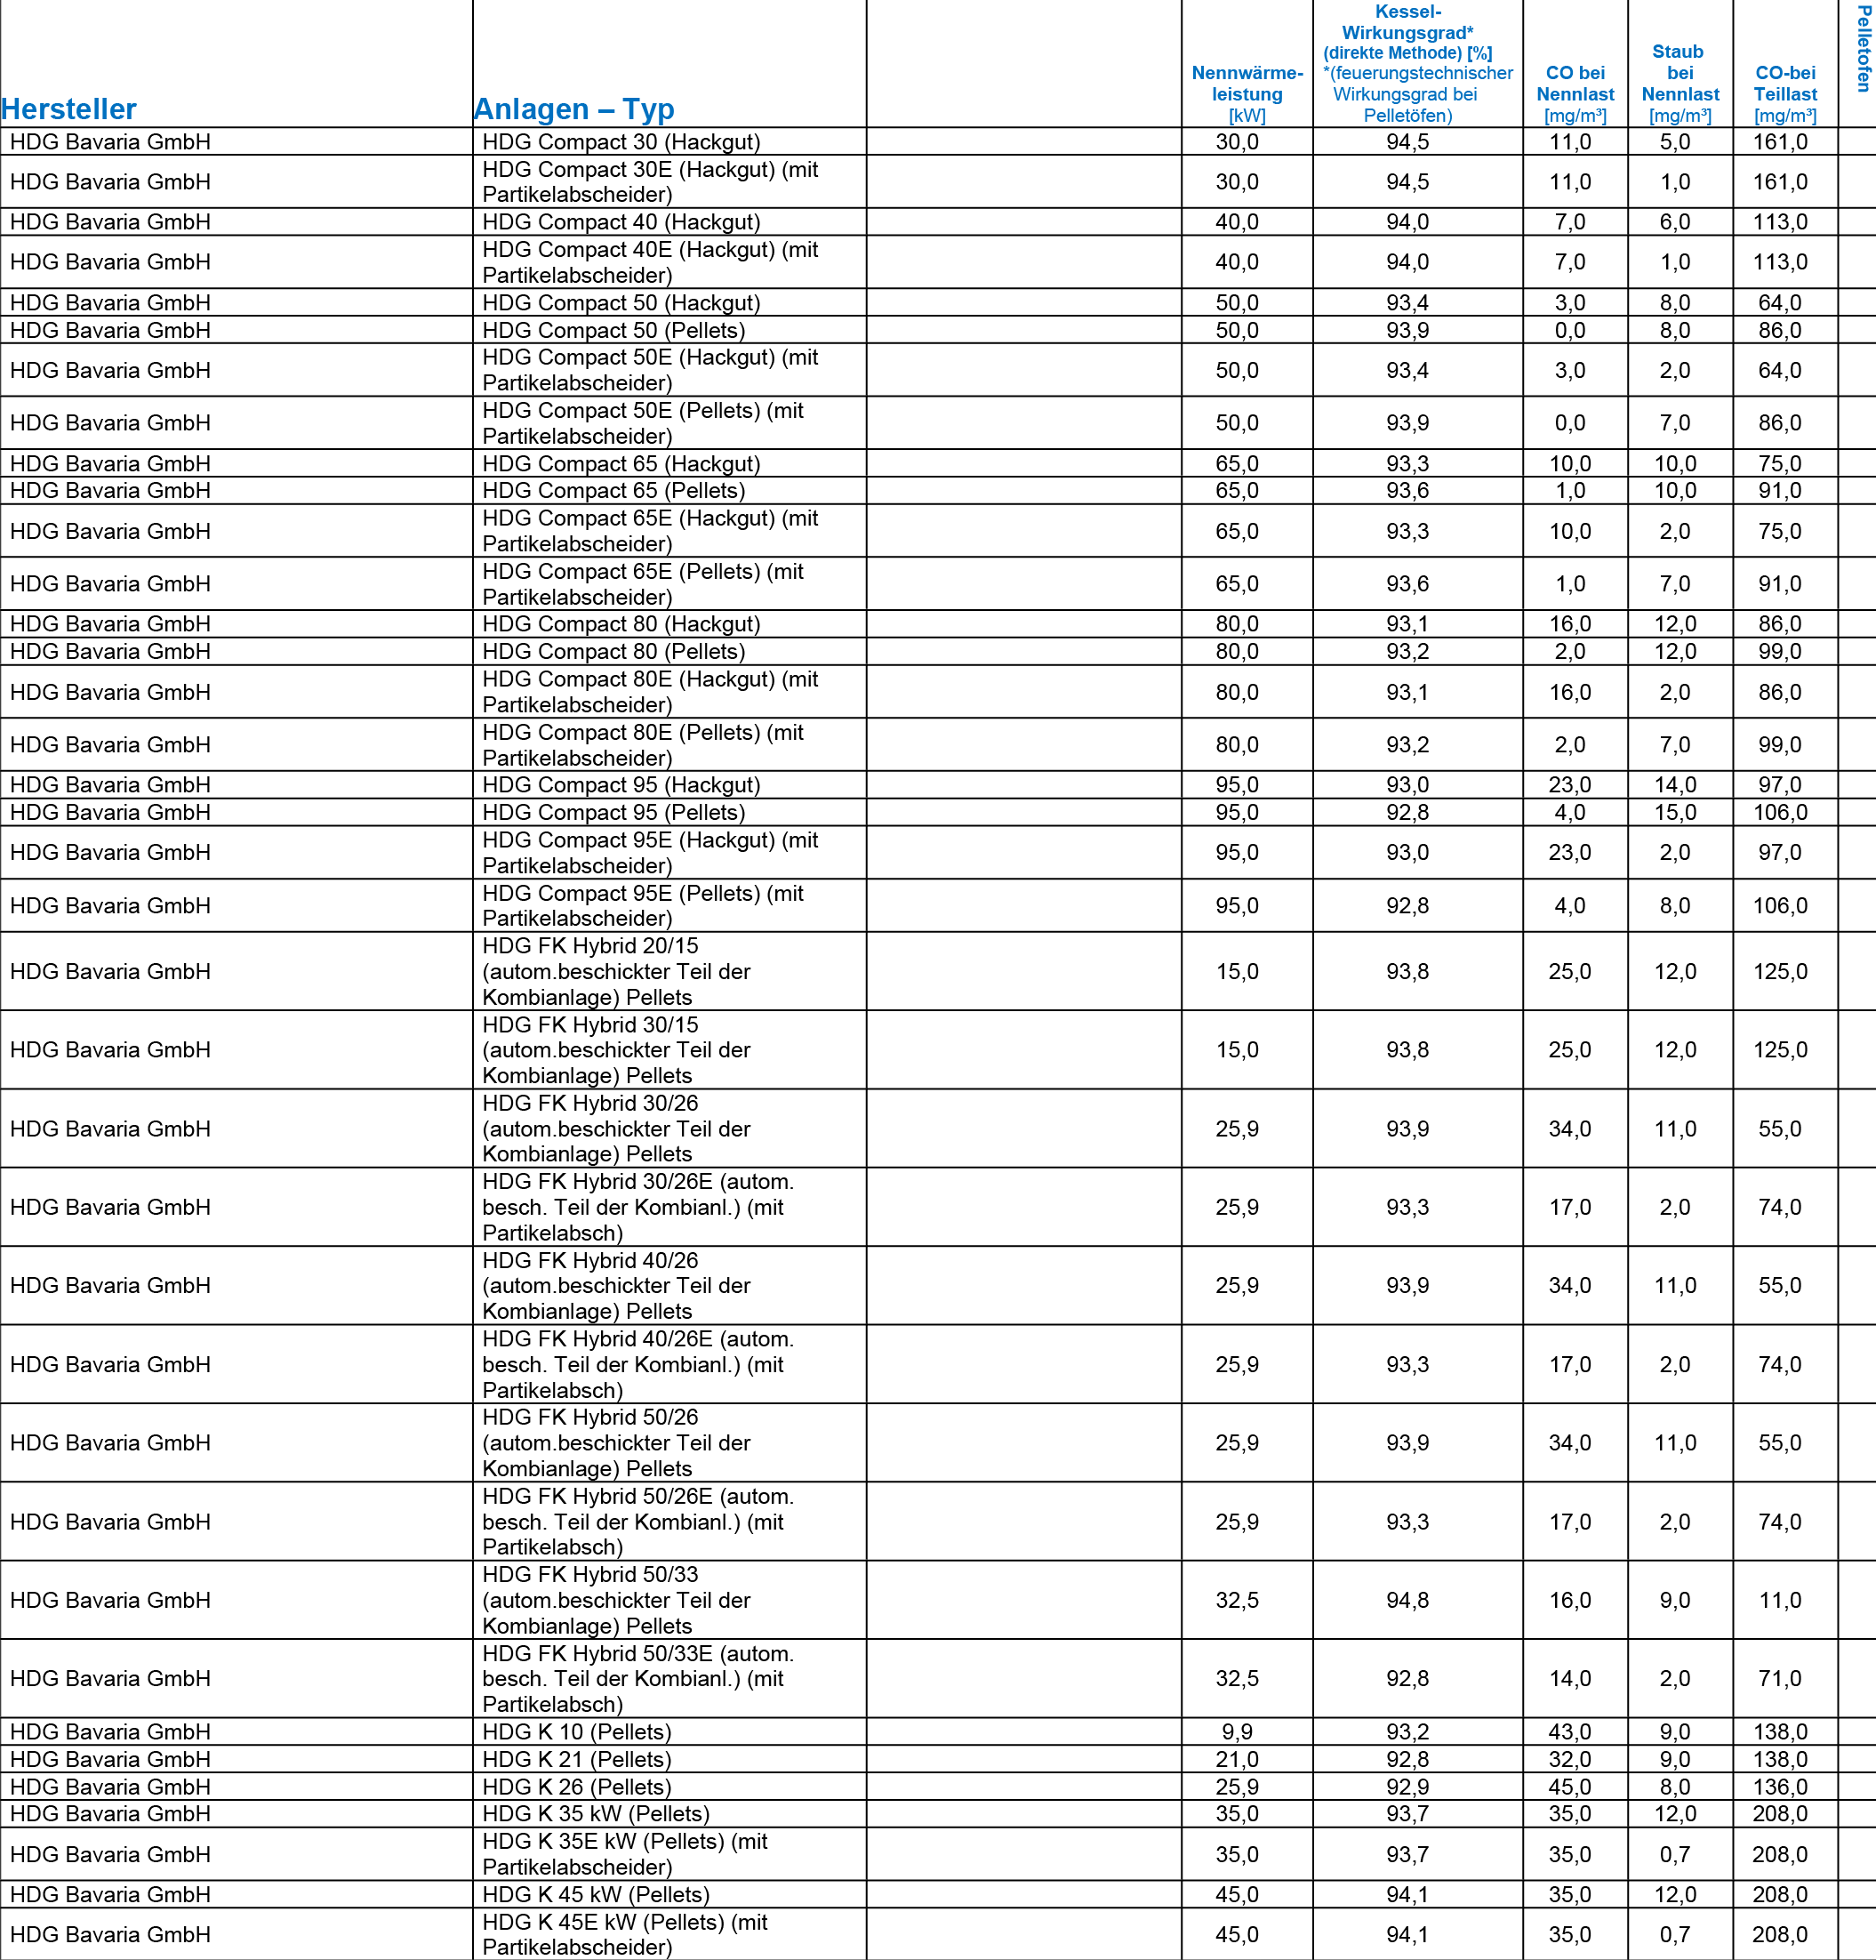 Hersteller
Anlagen – Typ
Nennwärme-
leistung
[kW]
Kessel-
Wirkungsgrad*
(direkte Methode) [%]
*(feuerungstechnischer
Wirkungsgrad bei
Pelletöfen)
CO bei
Nennlast
[mg/m³]
Staub
bei
Nennlast
[mg/m³]
CO-bei
Teillast
[mg/m³]
Pelletofen
HDG Bavaria GmbH HDG Compact 30 (Hackgut) 30,0 94,5 11,0 5,0 161,0
HDG Bavaria GmbH HDG Compact 30E (Hackgut) (mit
Partikelabscheider) 30,0 94,5 11,0 1,0 161,0
HDG Bavaria GmbH HDG Compact 40 (Hackgut) 40,0 94,0 7,0 6,0 113,0
HDG Bavaria GmbH HDG Compact 40E (Hackgut) (mit
Partikelabscheider) 40,0 94,0 7,0 1,0 113,0
HDG Bavaria GmbH HDG Compact 50 (Hackgut) 50,0 93,4 3,0 8,0 64,0
HDG Bavaria GmbH HDG Compact 50 (Pellets) 50,0 93,9 0,0 8,0 86,0
HDG Bavaria GmbH HDG Compact 50E (Hackgut) (mit
Partikelabscheider) 50,0 93,4 3,0 2,0 64,0
HDG Bavaria GmbH HDG Compact 50E (Pellets) (mit
Partikelabscheider) 50,0 93,9 0,0 7,0 86,0
HDG Bavaria GmbH HDG Compact 65 (Hackgut) 65,0 93,3 10,0 10,0 75,0
HDG Bavaria GmbH HDG Compact 65 (Pellets) 65,0 93,6 1,0 10,0 91,0
HDG Bavaria GmbH HDG Compact 65E (Hackgut) (mit
Partikelabscheider) 65,0 93,3 10,0 2,0 75,0
HDG Bavaria GmbH HDG Compact 65E (Pellets) (mit
Partikelabscheider) 65,0 93,6 1,0 7,0 91,0
HDG Bavaria GmbH HDG Compact 80 (Hackgut) 80,0 93,1 16,0 12,0 86,0
HDG Bavaria GmbH HDG Compact 80 (Pellets) 80,0 93,2 2,0 12,0 99,0
HDG Bavaria GmbH HDG Compact 80E (Hackgut) (mit
Partikelabscheider) 80,0 93,1 16,0 2,0 86,0
HDG Bavaria GmbH HDG Compact 80E (Pellets) (mit
Partikelabscheider) 80,0 93,2 2,0 7,0 99,0
HDG Bavaria GmbH HDG Compact 95 (Hackgut) 95,0 93,0 23,0 14,0 97,0
HDG Bavaria GmbH HDG Compact 95 (Pellets) 95,0 92,8 4,0 15,0 106,0
HDG Bavaria GmbH HDG Compact 95E (Hackgut) (mit
Partikelabscheider) 95,0 93,0 23,0 2,0 97,0
HDG Bavaria GmbH HDG Compact 95E (Pellets) (mit
Partikelabscheider) 95,0 92,8 4,0 8,0 106,0
HDG FK Hybrid 20/15
HDG Bavaria GmbH (autom.beschickter Teil der 15,0 93,8 25,0 12,0 125,0
Kombianlage) Pellets
HDG FK Hybrid 30/15
HDG Bavaria GmbH (autom.beschickter Teil der 15,0 93,8 25,0 12,0 125,0
Kombianlage) Pellets
HDG FK Hybrid 30/26
HDG Bavaria GmbH (autom.beschickter Teil der 25,9 93,9 34,0 11,0 55,0
Kombianlage) Pellets
HDG FK Hybrid 30/26E (autom.
HDG Bavaria GmbH besch. Teil der Kombianl.) (mit 25,9 93,3 17,0 2,0 74,0
Partikelabsch)
HDG FK Hybrid 40/26
HDG Bavaria GmbH (autom.beschickter Teil der 25,9 93,9 34,0 11,0 55,0
Kombianlage) Pellets
HDG FK Hybrid 40/26E (autom.
HDG Bavaria GmbH besch. Teil der Kombianl.) (mit 25,9 93,3 17,0 2,0 74,0
Partikelabsch)
HDG FK Hybrid 50/26
HDG Bavaria GmbH (autom.beschickter Teil der 25,9 93,9 34,0 11,0 55,0
Kombianlage) Pellets
HDG FK Hybrid 50/26E (autom.
HDG Bavaria GmbH besch. Teil der Kombianl.) (mit 25,9 93,3 17,0 2,0 74,0
Partikelabsch)
HDG FK Hybrid 50/33
HDG Bavaria GmbH (autom.beschickter Teil der 32,5 94,8 16,0 9,0 11,0
Kombianlage) Pellets
HDG FK Hybrid 50/33E (autom.
HDG Bavaria GmbH besch. Teil der Kombianl.) (mit 32,5 92,8 14,0 2,0 71,0
Partikelabsch)
HDG Bavaria GmbH HDG K 10 (Pellets) 9,9 93,2 43,0 9,0 138,0
HDG Bavaria GmbH HDG K 21 (Pellets) 21,0 92,8 32,0 9,0 138,0
HDG Bavaria GmbH HDG K 26 (Pellets) 25,9 92,9 45,0 8,0 136,0
HDG Bavaria GmbH HDG K 35 kW (Pellets) 35,0 93,7 35,0 12,0 208,0
HDG Bavaria GmbH HDG K 35E kW (Pellets) (mit
Partikelabscheider) 35,0 93,7 35,0 0,7 208,0
HDG Bavaria GmbH HDG K 45 kW (Pellets) 45,0 94,1 35,0 12,0 208,0
HDG Bavaria GmbH HDG K 45E kW (Pellets) (mit
Partikelabscheider) 45,0 94,1 35,0 0,7 208,0